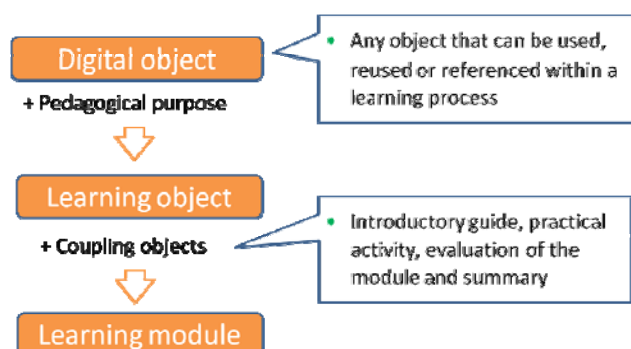 Digital object
• Any object that can be used,
reused or referenced within a
learning process
+ Pedagogical purpose
Learning object
+ Coupling objects
• Introductory guide, practical
activity, evaluation of the
module and summary
Learning module